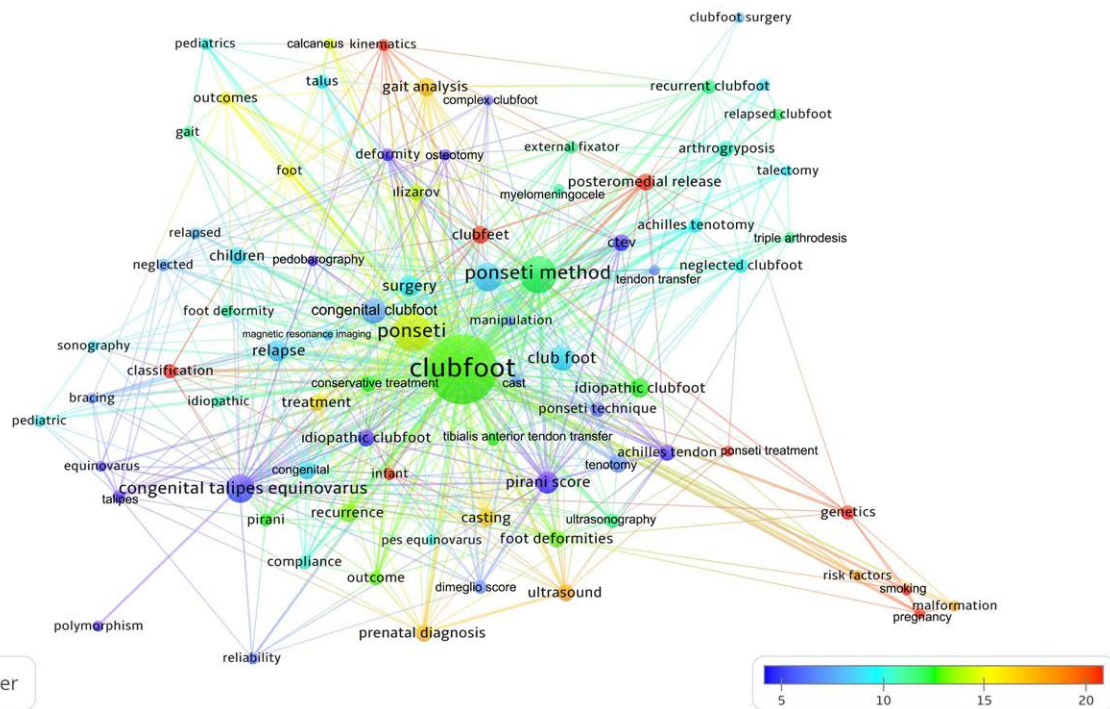 clubfoot surgery
pediatrics
calcaneus
kinematics
talus
gait analysis
recurrent clubfoot
outcomes
complex clubfoot
relapsed clubfoot
gait
external fixator
arthrogryposis
deformity
osteotomy
foot
talectomy
posteromedial release
ilizarov
myelomeningocele
achilles tenotomy
relapsed
clubfeet
ctev
triple arthrodesis
children
pedobarography
neglected
neglected clubfoot
ponseti method
tendon transfer
surgery
foot deformity
congenital clubfoot
manipulation
magnetic resonance imaging
ponseti
sonography
relapse
club foot
classification
clubfoot
conservative treatment
cast
idiopathic clubfoot
bracing
idiopathic
treatment
ponseti technique
pediatric
idiopathic clubfoot
tibialis anterior tendon transfer
achilles tendon
ponseti treatment
equinovarus
congenital
infant
tenotomy
talipes
congenital talipes equinovarus
pirani score
pirani
recurrence
casting
ultrasonography
genetics
pes equinovarus
foot deformities
compliance
outcome
risk factors
dimeglio score
ultrasound
smoking
malformation
pregnancy
polymorphism
prenatal diagnosis
reliability
er
5 10 15 20